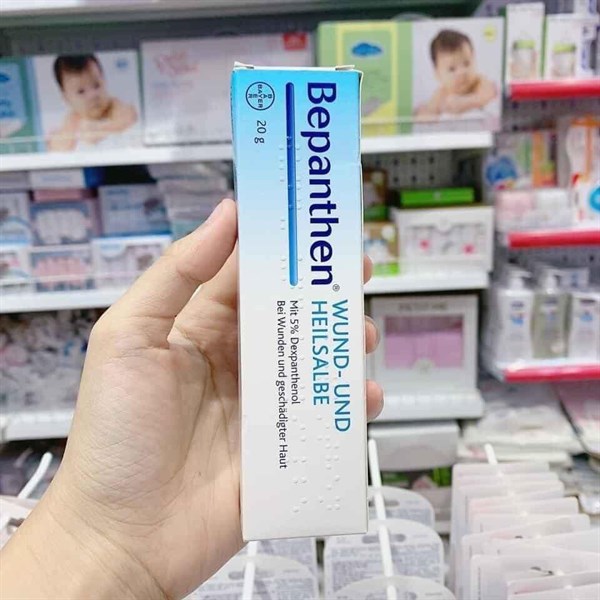 Bepanthen®
WUND- UND
HEILSALBE
Mit 5% Dexpanthenol
Bei Wunden und geschädigter Haut
BAYER
20 g